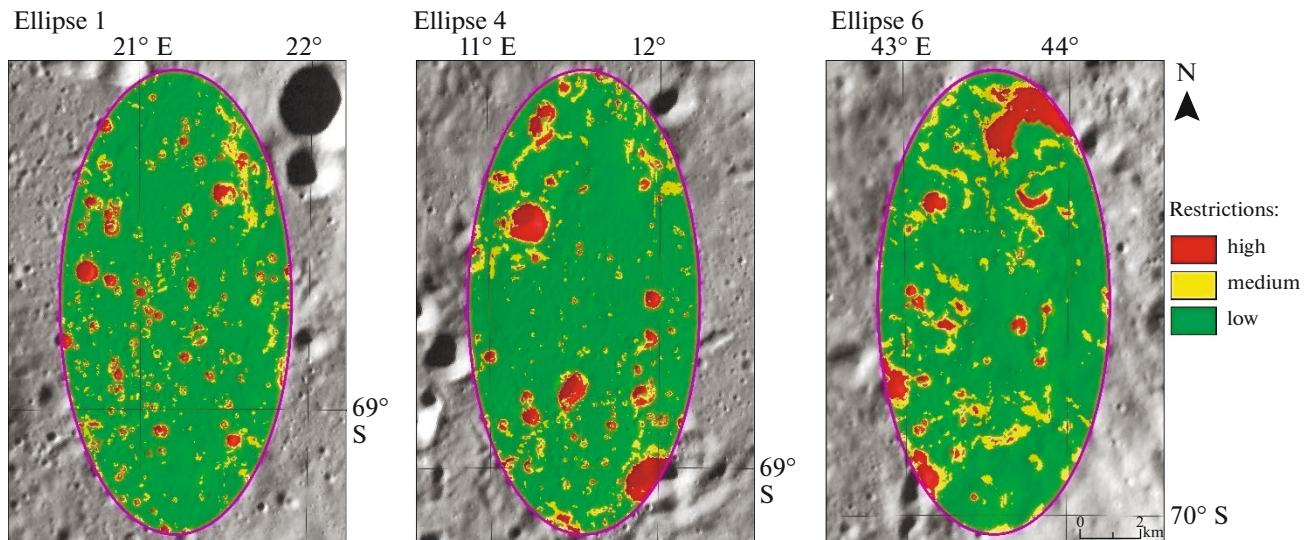 Ellipse 1
21° E
22°
69°
S
Ellipse 4
11° E
12°
69°
S
Ellipse 6
43° E
44°
70° S
0
2
km
N
Restrictions:
high
medium
low